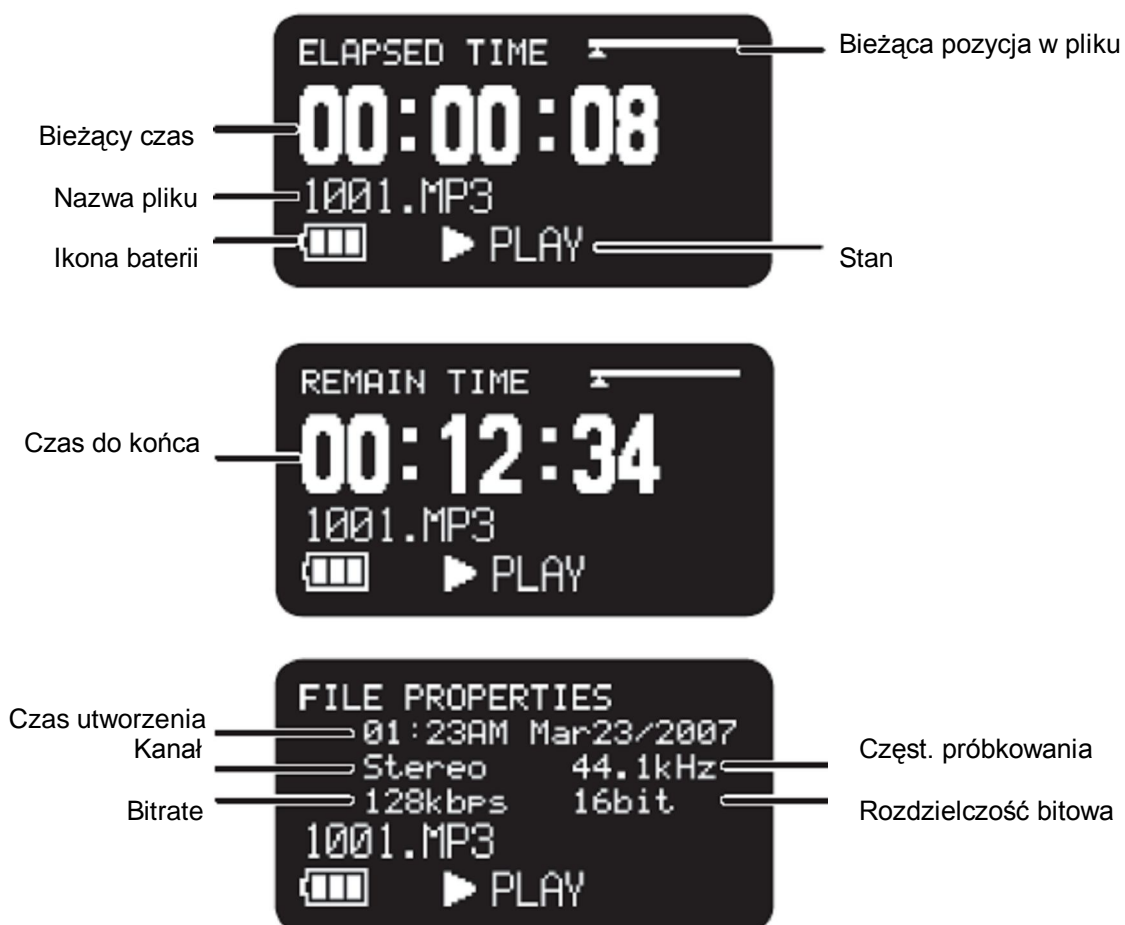 ELAPSED TIME
Bieżąca pozycja w pliku
Bieżący czas
00:00:08
Nazwa pliku
1001.MP3
Ikona baterii
PLAY
Stan
REMAIN TIME
Czas do końca
00:12:34
1001.MP3
PLAY
FILE PROPERTIES
Czas utworzenia
01:23AM Mar23/2007
Kanał
Stereo
44.1kHz
Częst. próbkowania
Bitrate
128kbps
16bit
Rozdzielczość bitowa
1001.MP3
PLAY